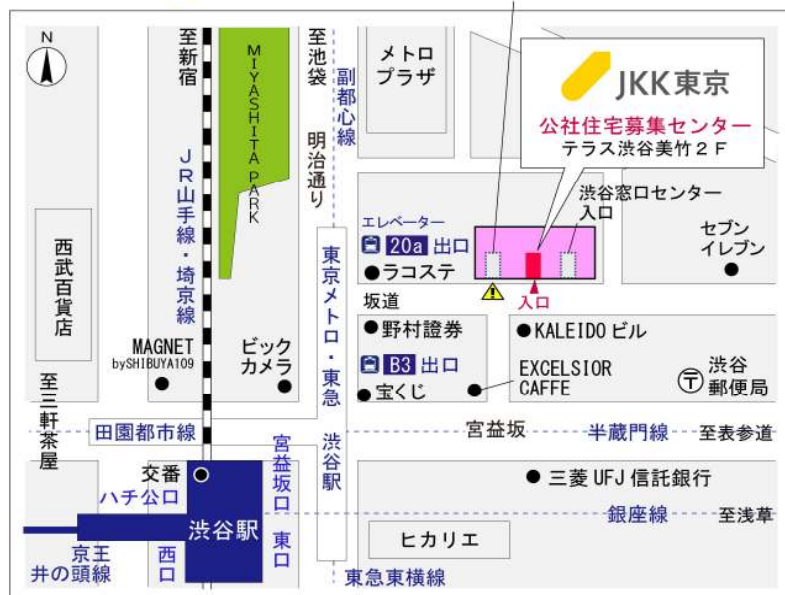 N
至新宿
MIYASHITA PARK
至池袋
副都心線
メトロ
プラザ
JKK東京
公社住宅募集センター
テラス渋谷美竹2F
明治通り
JR山手線・埼京線
渋谷窓口センター
入口
エレベーター
20a 出口
ラコステ
セブン
イレブン
西武百貨店
東京メトロ・東急 渋谷駅
坂道
入口
野村證券
KALEIDOビル
MAGNET
bySHIBUYA109
ビック
カメラ
B3 出口
EXCELSIOR
CAFFE
渋谷
郵便局
宝くじ
至三軒茶屋
田園都市線
宮益坂
半蔵門線
至表参道
交番
ハチ公口
宮益坂口
三菱UFJ信託銀行
渋谷駅
銀座線
至浅草
京王
井の頭線
西口
東口
ヒカリエ
東急東横線